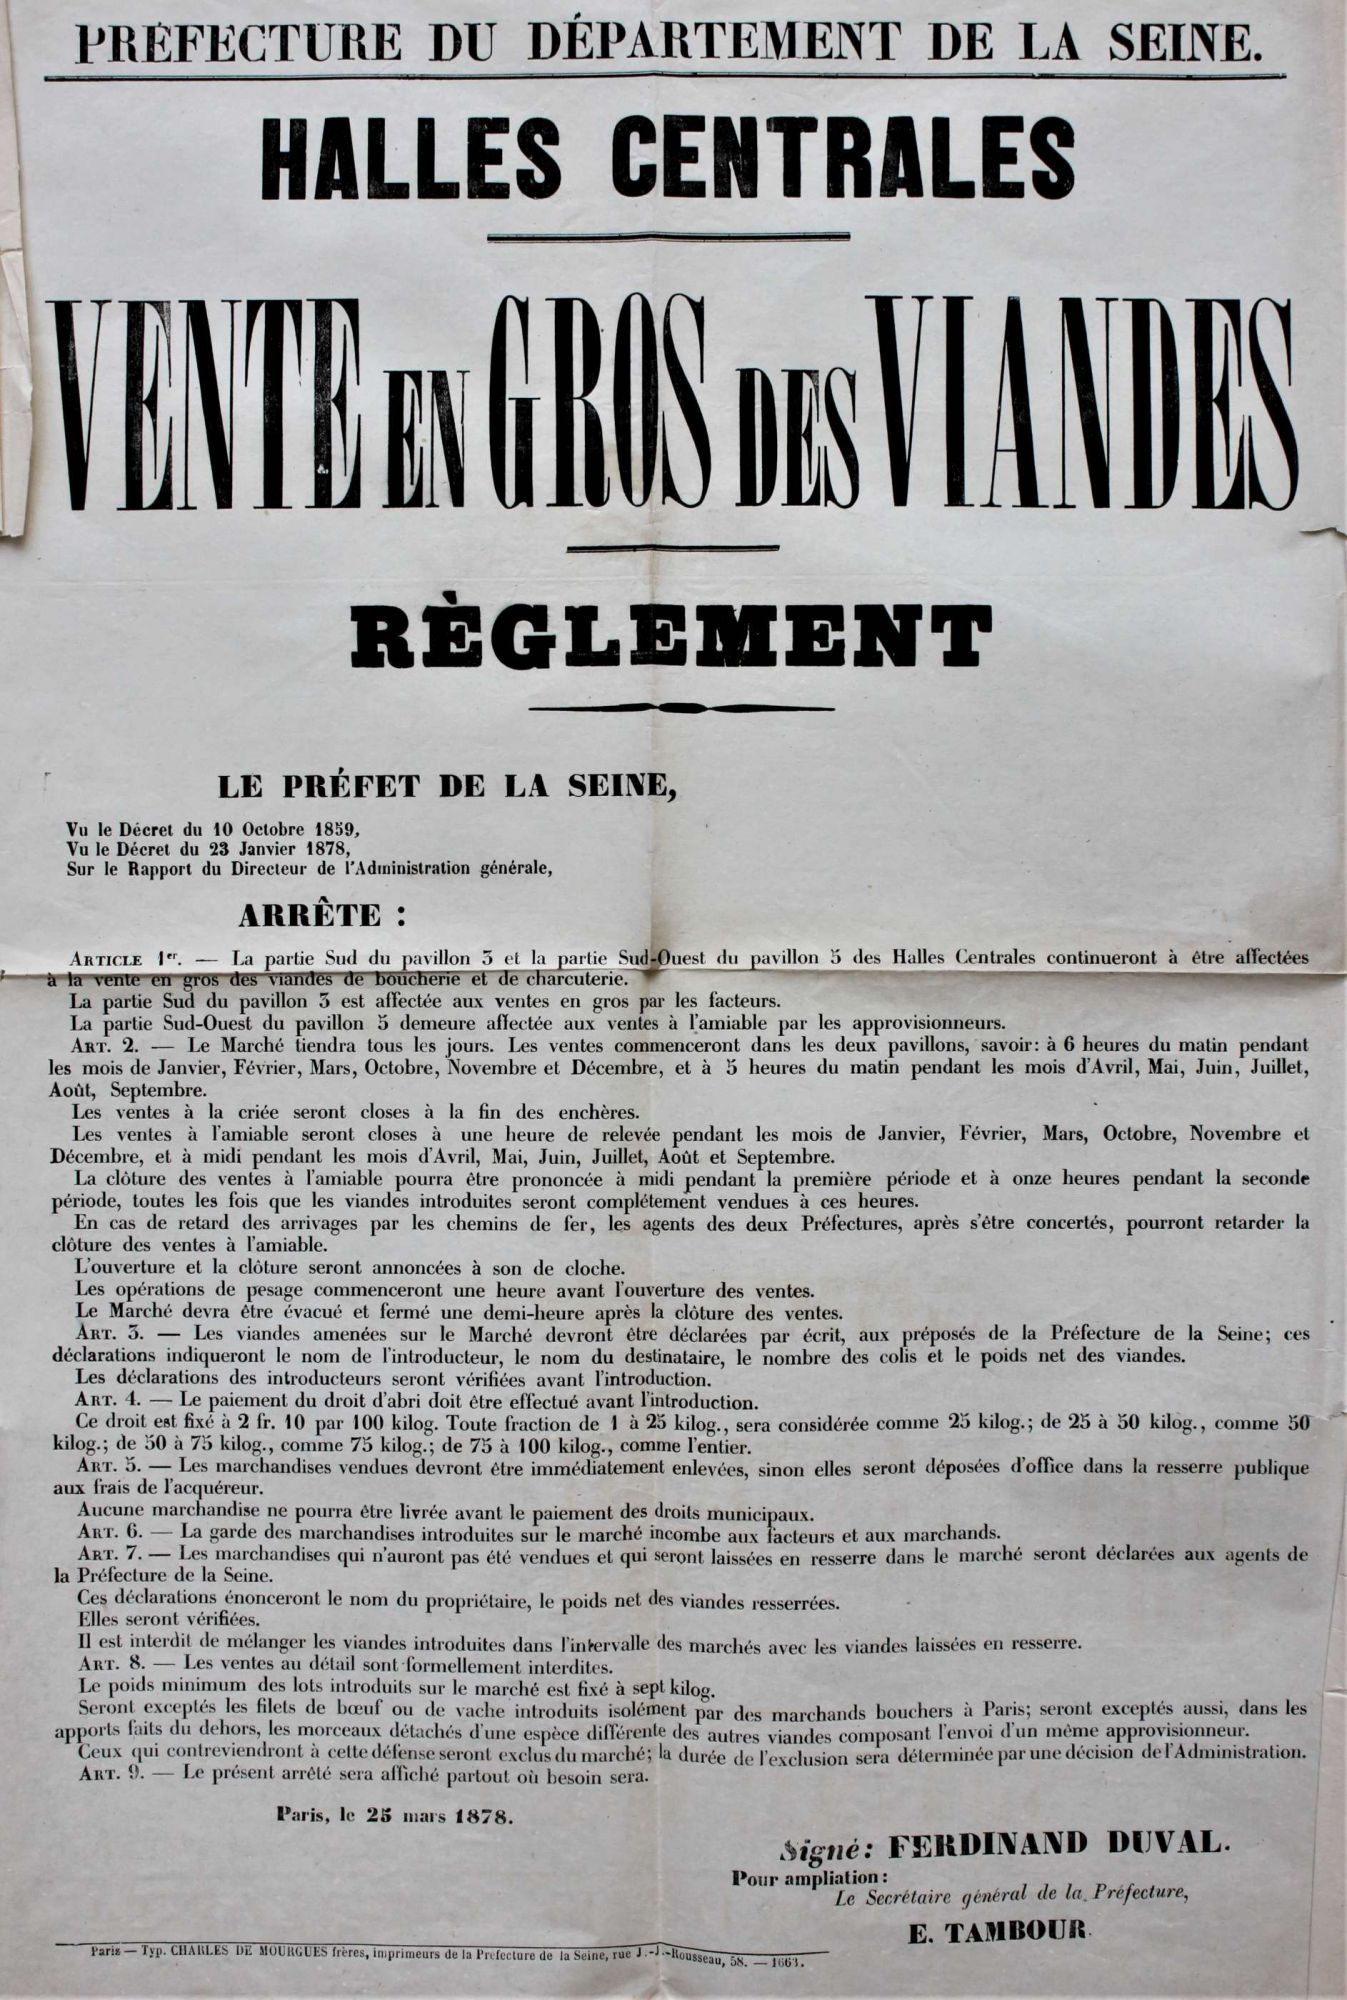 PRÉFECTURE DU DÉPARTEMENT DE LA SEINE.
HALLES CENTRALES
VENTE EN GROS DES VIANDES
RÈGLEMENT
LE PRÉFET DE LA SEINE,
Vu le Décret du 10 Octobre 1859,
Vu le Décret du 23 Janvier 1878,
Sur le Rapport du Directeur de l'Administration générale,
ARRÊTE :
ARTICLE 1er. — La partie Sud du pavillon 3 et la partie Sud-Ouest du pavillon 5 des Halles Centrales continueront à être affectées
à la vente en gros des viandes de boucherie et de charcuterie.
La partie Sud du pavillon 3 est affectée aux ventes en gros par les facteurs.
La partie Sud-Ouest du pavillon 5 demeure affectée aux ventes à l'amiable par les approvisionneurs.
ART. 2. — Le Marché tiendra tous les jours. Les ventes commenceront dans les deux pavillons, savoir: à 6 heures du matin pendant
les mois de Janvier, Février, Mars, Octobre, Novembre et Décembre, et à 5 heures du matin pendant les mois d'Avril, Mai, Juin, Juillet,
Août, Septembre.
Les ventes à la criée seront closes à la fin des enchères.
Les ventes à l'amiable seront closes à une heure de relevée pendant les mois de Janvier, Février, Mars, Octobre, Novembre et
Décembre, et à midi pendant les mois d'Avril, Mai, Juin, Juillet, Août et Septembre.
La clôture des ventes à l'amiable pourra être prononcée à midi pendant la première période et à onze heures pendant la seconde
période, toutes les fois que les viandes introduites seront complétement vendues à ces heures.
En cas de retard des arrivages par les chemins de fer, les agents des deux Préfectures, après s'être concertés, pourront retarder la
clôture des ventes à l'amiable.
L'ouverture et la clôture seront annoncées à son de cloche.
Les opérations de pesage commenceront une heure avant l'ouverture des ventes.
Le Marché devra être évacué et fermé une demi-heure après la clôture des ventes.
ART. 3. — Les viandes amenées sur le Marché devront être déclarées par écrit, aux préposés de la Préfecture de la Seine; ces
déclarations indiqueront le nom de l'introducteur, le nom du destinataire, le nombre des colis et le poids net des viandes.
Les déclarations des introducteurs seront vérifiées avant l'introduction.
ART. 4. — Le paiement du droit d'abri doit être effectué avant l'introduction.
Ce droit est fixé à 2 fr. 10 par 100 kilog. Toute fraction de 1 à 25 kilog., sera considérée comme 25 kilog.; de 25 à 50 kilog., comme 50
kilog.; de 50 à 75 kilog., comme 75 kilog.; de 75 à 100 kilog., comme l'entier.
ART. 5. — Les marchandises vendues devront être immédiatement enlevées, sinon elles seront déposées d'office dans la resserre publique
aux frais de l'acquéreur.
Aucune marchandise ne pourra être livrée avant le paiement des droits municipaux.
ART. 6. — La garde des marchandises introduites sur le marché incombe aux facteurs et aux marchands.
ART. 7. — Les marchandises qui n'auront pas été vendues et qui seront laissées en resserre dans le marché seront déclarées aux agents de
la Préfecture de la Seine.
Ces déclarations énonceront le nom du propriétaire, le poids net des viandes resserrées.
Elles seront vérifiées.
Il est interdit de mélanger les viandes introduites dans l'intervalle des marchés avec les viandes laissées en resserre.
ART. 8. — Les ventes au détail sont formellement interdites.
Le poids minimum des lots introduits sur le marché est fixé à sept kilog.
Seront exceptés les filets de bœuf ou de vache introduits isolément par des marchands bouchers à Paris; seront exceptés aussi, dans les
apports faits du dehors, les morceaux détachés d'une espèce différente des autres viandes composant l'envoi d'un même approvisionneur.
Ceux qui contreviendront à cette défense seront exclus du marché; la durée de l'exclusion sera déterminée par une décision de l'Administration.
ART. 9. — Le présent arrêté sera affiché partout où besoin sera.
Paris, le 25 mars 1878.
Signé: FERDINAND DUVAL.
Pour ampliation:
Le Secrétaire général de la Préfecture,
E. TAMBOUR.
Paris — Typ. CHARLES DE MOURGUES frères, imprimeurs de la Préfecture de la Seine, rue J.-J.-Rousseau, 58. — 1663.